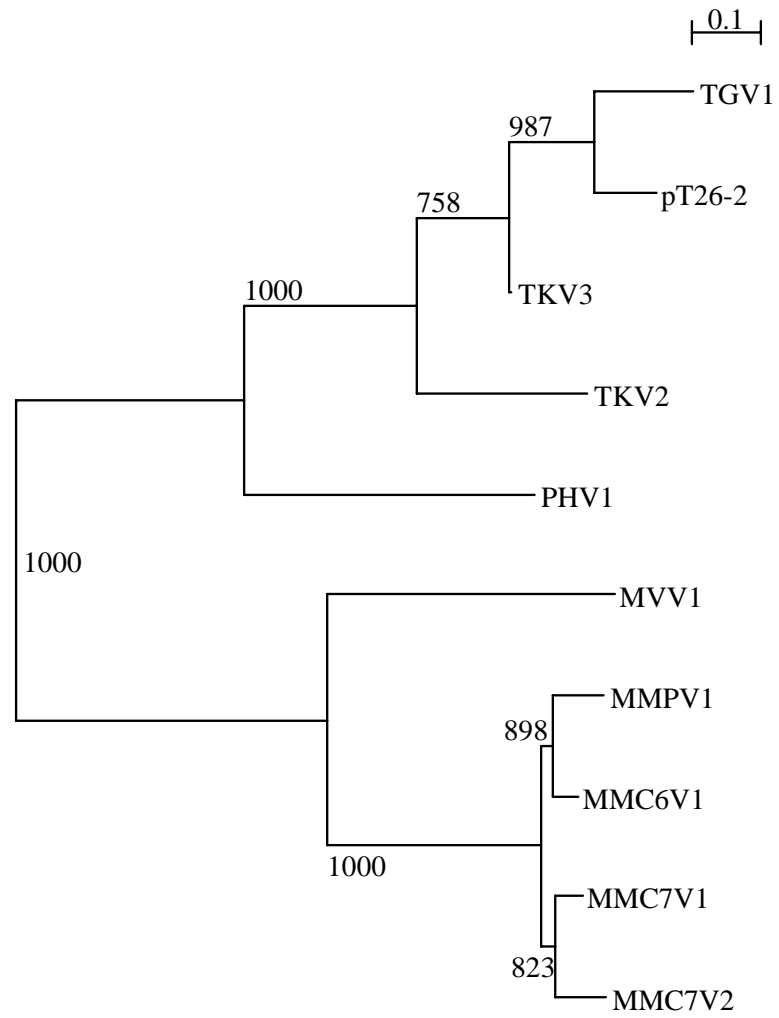 0.1
TGV1
987
pT26-2
758
1000
TKV3
TKV2
PHV1
1000
MVV1
MMPV1
898
MMC6V1
1000
MMC7V1
823
MMC7V2